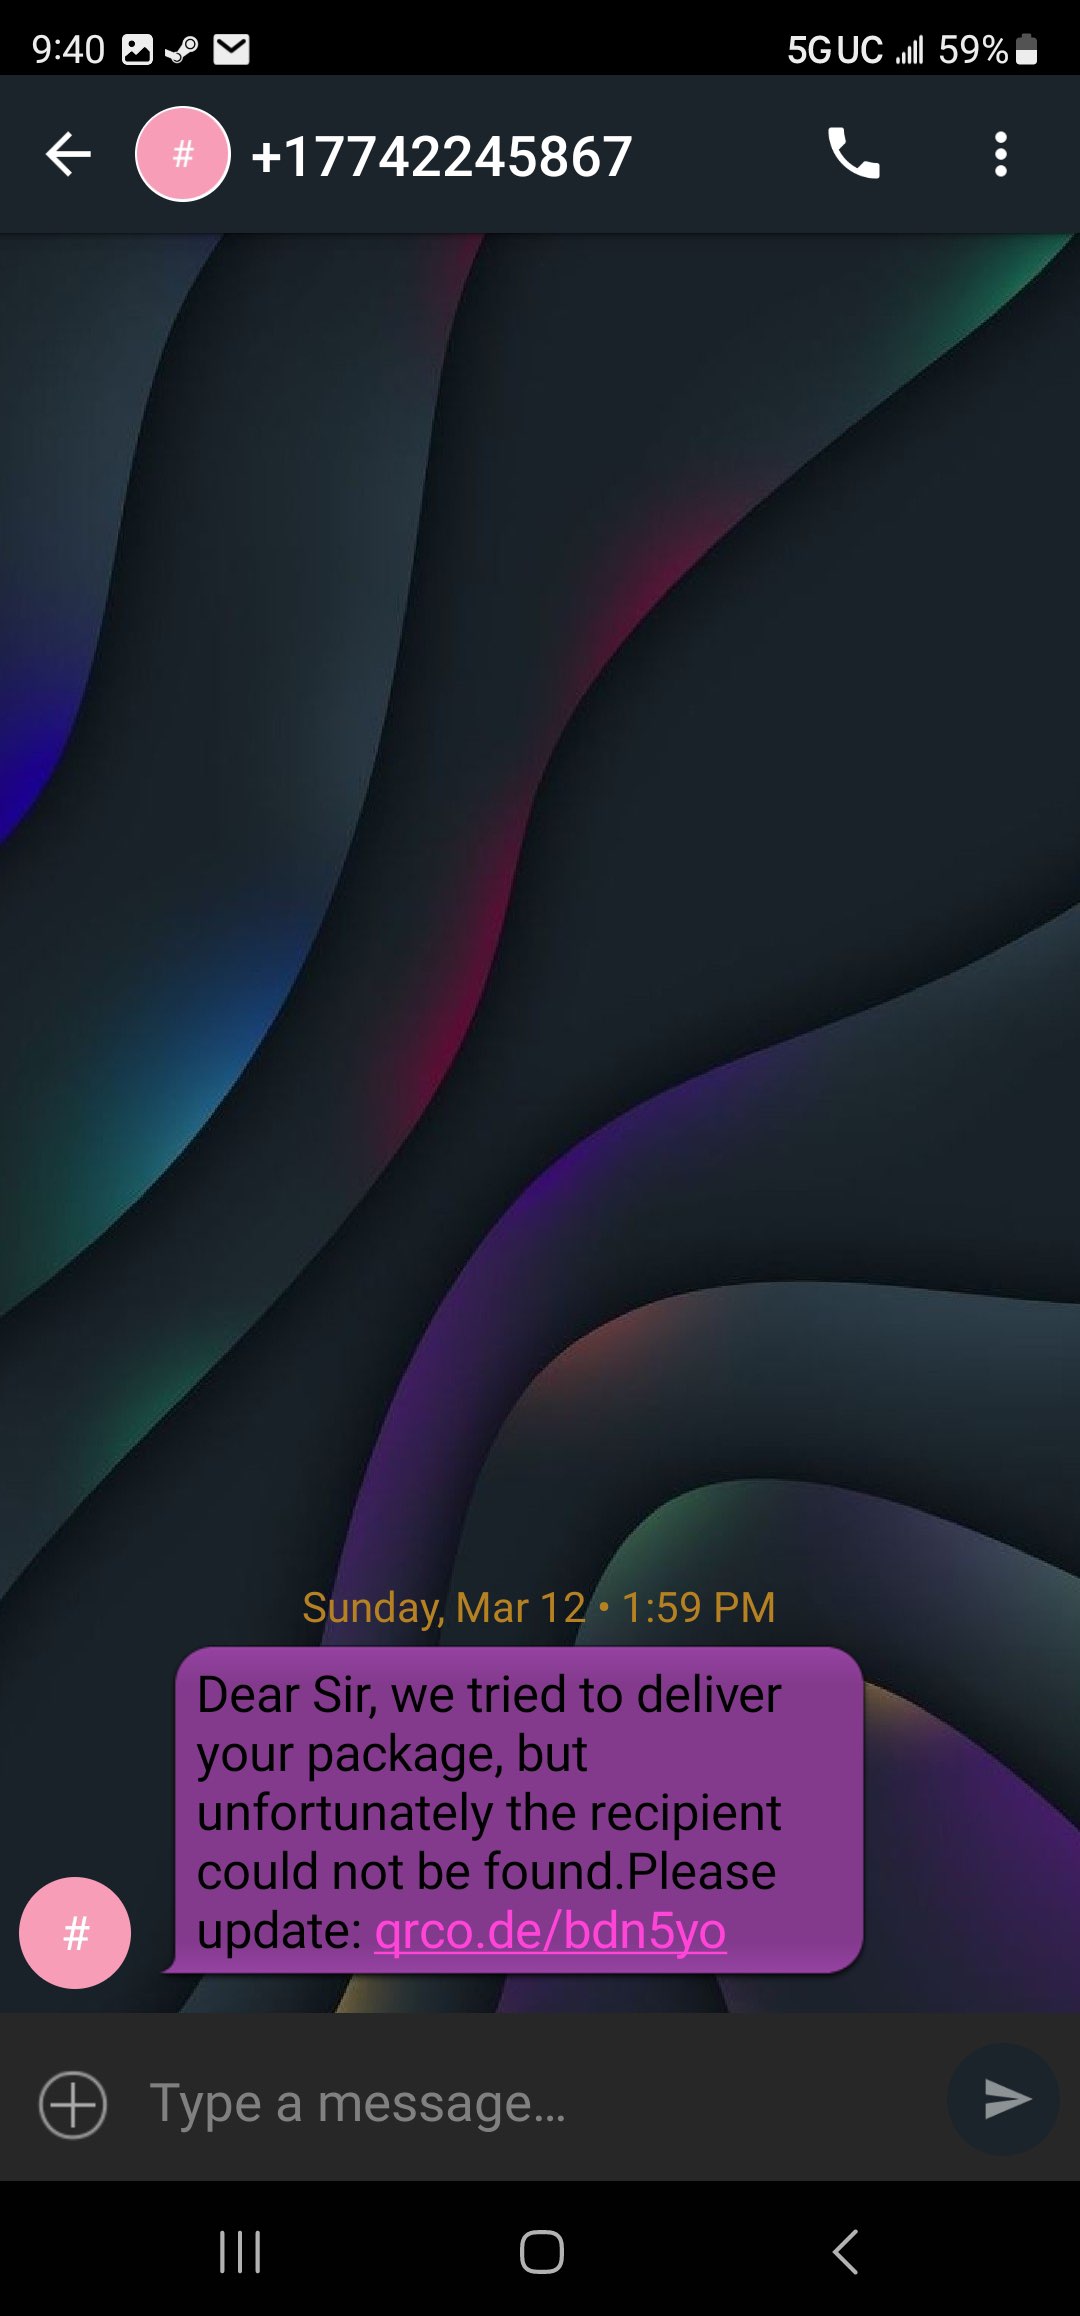 9:40
5G UC 59%
#
+17742245867
Sunday, Mar 12 • 1:59 PM
Dear Sir, we tried to deliver
your package, but
unfortunately the recipient
could not be found.Please
update: qrco.de/bdn5yo
#
Type a message...